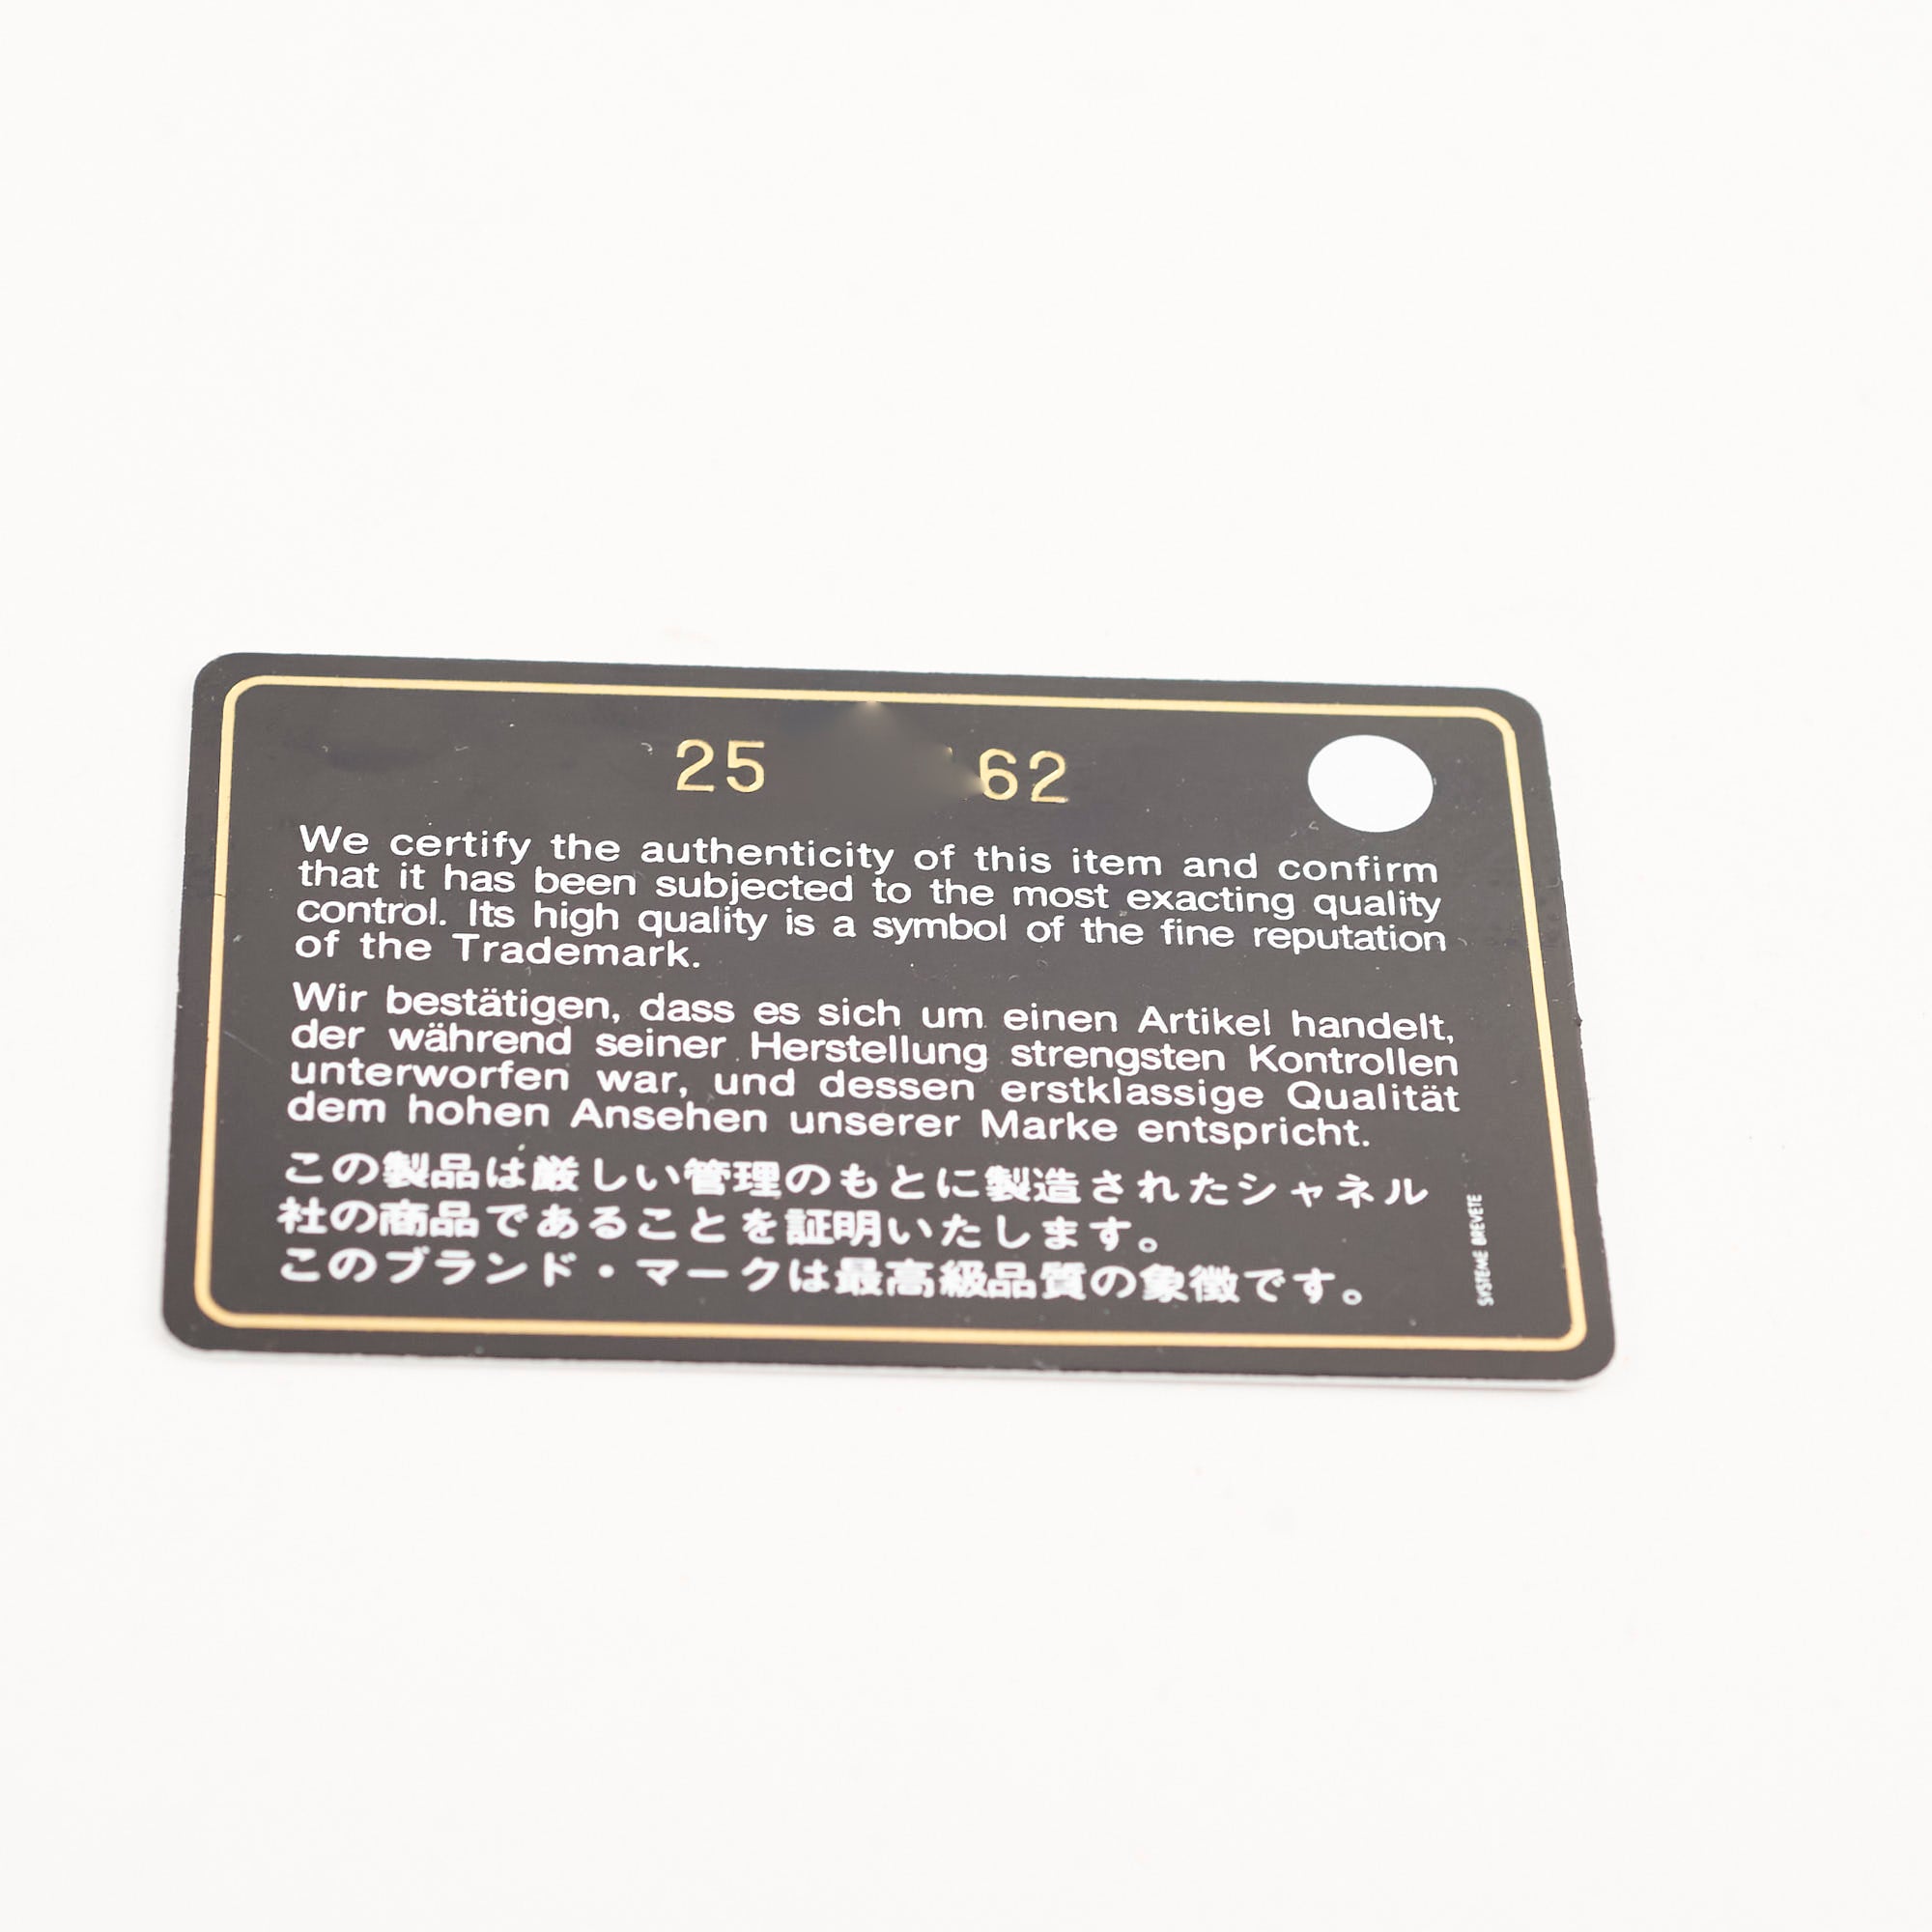 25 62
We certify the authenticity of this item and confirm
that it has been subjected to the most exacting quality
control. Its high quality is a symbol of the fine reputation
of the Trademark.
Wir bestätigen, dass es sich um einen Artikel handelt,
der während seiner Herstellung strengsten Kontrollen
unterworfen war, und dessen erstklassige Qualität
dem hohen Ansehen unserer Marke entspricht.
この製品は厳しい管理のもとに製造されたシャネル
社の商品であることを証明いたします。
このブランド・マークは最高級品質の象徴です。
SYSTEME BREVETE